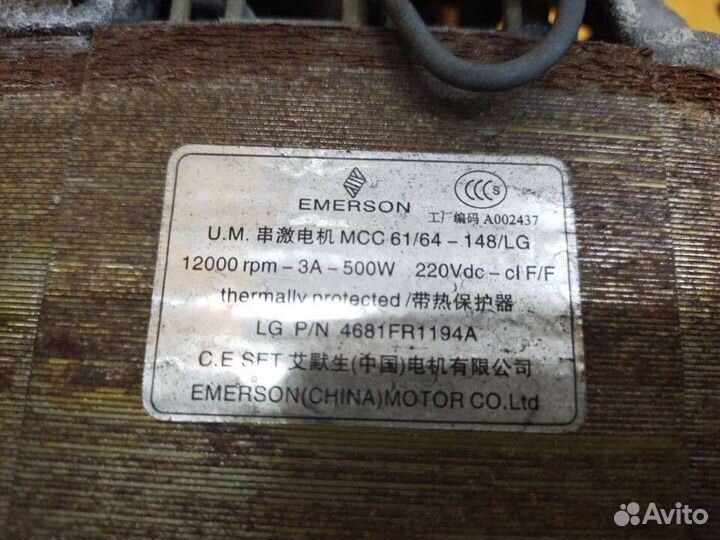 EMERSON
CCC S
工厂编码 A002437
U.M. 串激电机 MCC 61/64 - 148/LG
12000 rpm - 3A - 500W 220Vdc - cl F/F
thermally protected /带热保护器
LG P/N 4681FR1194A
C.E SET 艾默生(中国)电机有限公司
EMERSON(CHINA)MOTOR CO.Ltd
Avito